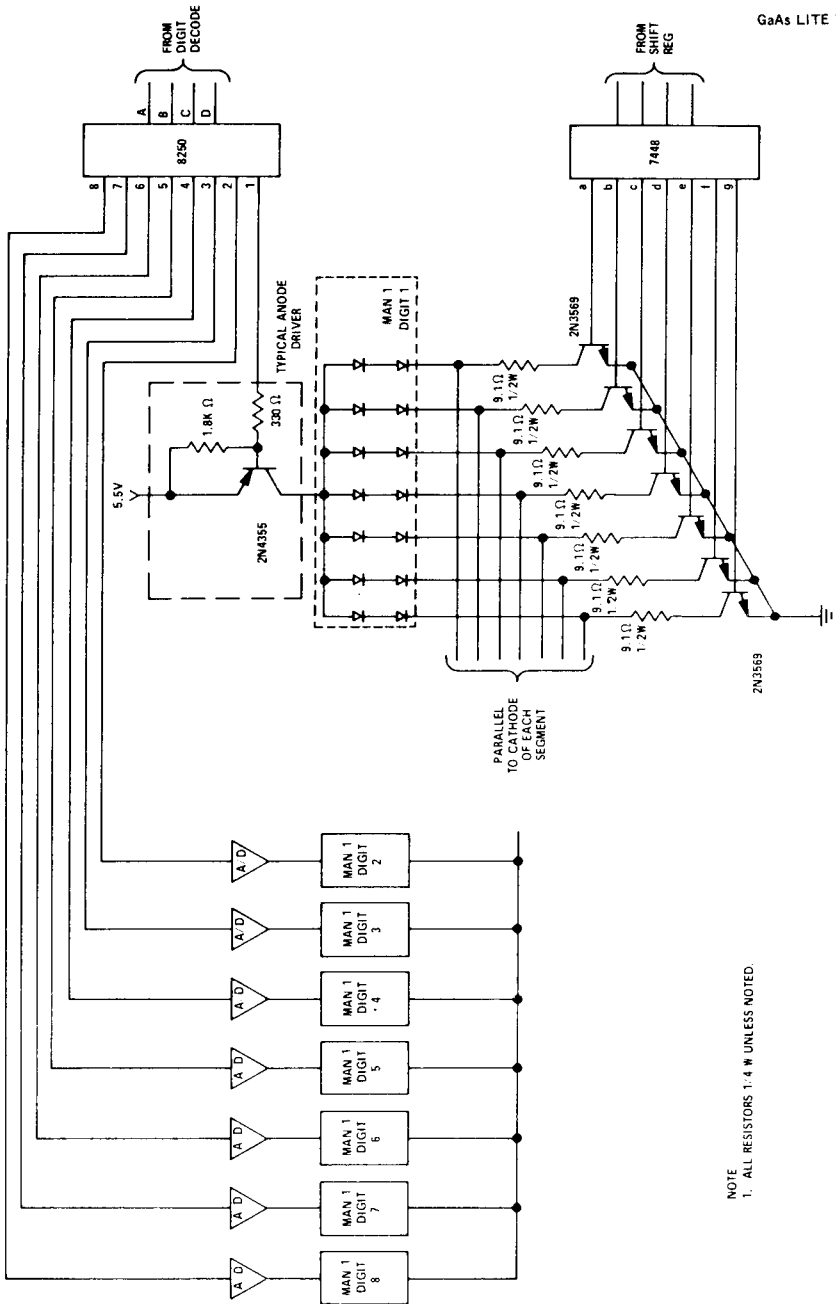 GaAs LITE
FROM
DIGIT
DECODE
A
B
C
D
8250
8
7
6
5
4
3
2
1
FROM
SHIFT
REG
7448
a
b
c
d
e
f
g
TYPICAL ANODE
DRIVER
5.5V
1.8K Ω
330 Ω
2N4355
MAN 1
DIGIT 1
2N3569
9.1 Ω
1/2W
9.1 Ω
1/2W
9.1 Ω
1/2W
9.1 Ω
1/2W
9.1 Ω
1/2W
9.1 Ω
1 2W
9.1 Ω
1/2W
2N3569
PARALLEL
TO CATHODE
OF EACH
SEGMENT
A/D
MAN 1
DIGIT
2
A/D
MAN 1
DIGIT
3
A D
MAN 1
DIGIT
4
A D
MAN 1
DIGIT
5
A D
MAN 1
DIGIT
6
A D
MAN 1
DIGIT
7
A D
MAN 1
DIGIT
8
NOTE
1. ALL RESISTORS 1/4 W UNLESS NOTED.